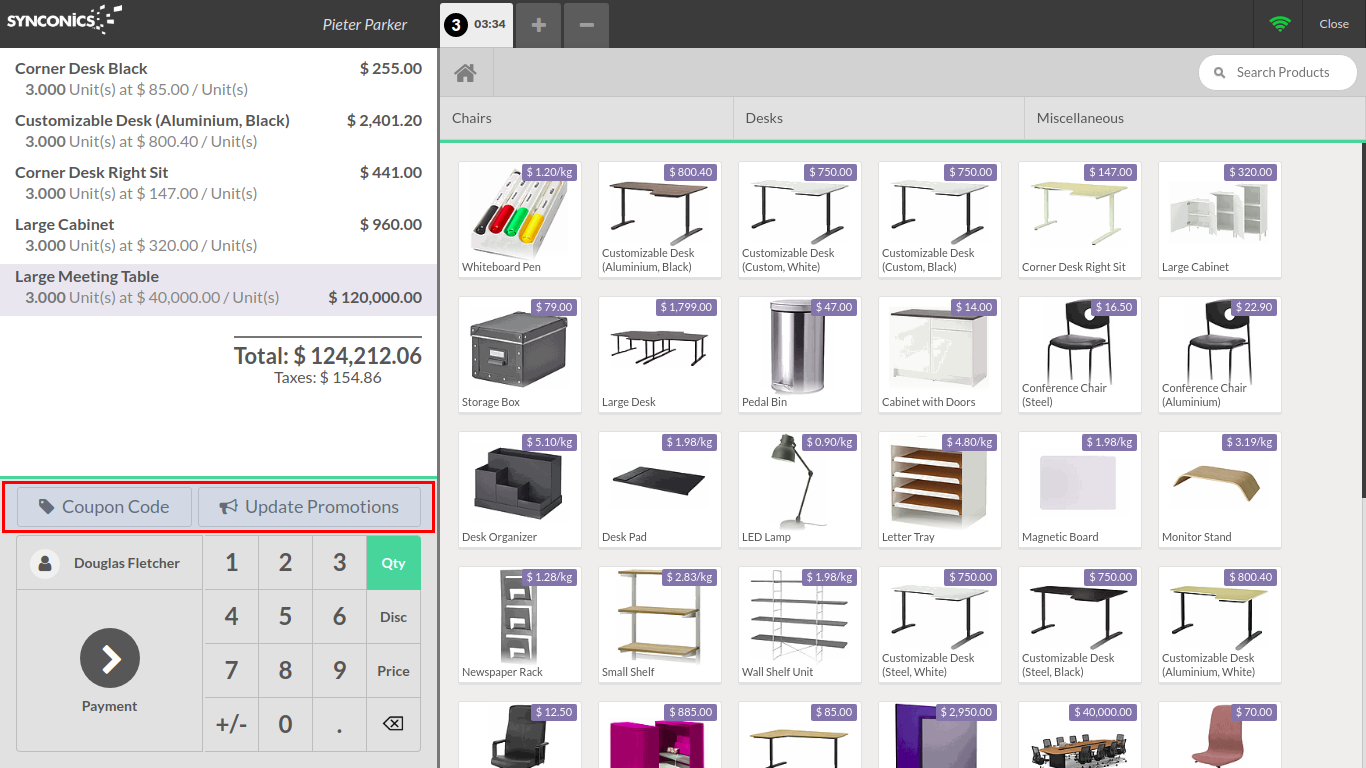 SYNCONICS
Pieter Parker
3 03:34
Close
Corner Desk Black $ 255.00
3.000 Unit(s) at $ 85.00 / Unit(s)
Customizable Desk (Aluminium, Black) $ 2,401.20
3.000 Unit(s) at $ 800.40 / Unit(s)
Corner Desk Right Sit $ 441.00
3.000 Unit(s) at $ 147.00 / Unit(s)
Large Cabinet $ 960.00
3.000 Unit(s) at $ 320.00 / Unit(s)
Large Meeting Table
3.000 Unit(s) at $ 40,000.00 / Unit(s) $ 120,000.00
Total: $ 124,212.06
Taxes: $ 154.86
Coupon Code Update Promotions
Douglas Fletcher
Payment
1 2 3 Qty
4 5 6 Disc
7 8 9 Price
+/- 0 .
Search Products
Chairs Desks Miscellaneous
$ 1.20/kg
Whiteboard Pen
$ 800.40
Customizable Desk
(Aluminium, Black)
$ 750.00
Customizable Desk
(Custom, White)
$ 750.00
Customizable Desk
(Custom, Black)
$ 147.00
Corner Desk Right Sit
$ 320.00
Large Cabinet
$ 79.00
Storage Box
$ 1,799.00
Large Desk
$ 47.00
Pedal Bin
$ 14.00
Cabinet with Doors
$ 16.50
Conference Chair
(Steel)
$ 22.90
Conference Chair
(Aluminium)
$ 5.10/kg
Desk Organizer
$ 1.98/kg
Desk Pad
$ 0.90/kg
LED Lamp
$ 4.80/kg
Letter Tray
$ 1.98/kg
Magnetic Board
$ 3.19/kg
Monitor Stand
$ 1.28/kg
Newspaper Rack
$ 2.83/kg
Small Shelf
$ 1.98/kg
Wall Shelf Unit
$ 750.00
Customizable Desk
(Steel, White)
$ 750.00
Customizable Desk
(Steel, Black)
$ 800.40
Customizable Desk
(Aluminium, White)
$ 12.50
$ 885.00
$ 85.00
$ 2,950.00
$ 40,000.00
$ 70.00